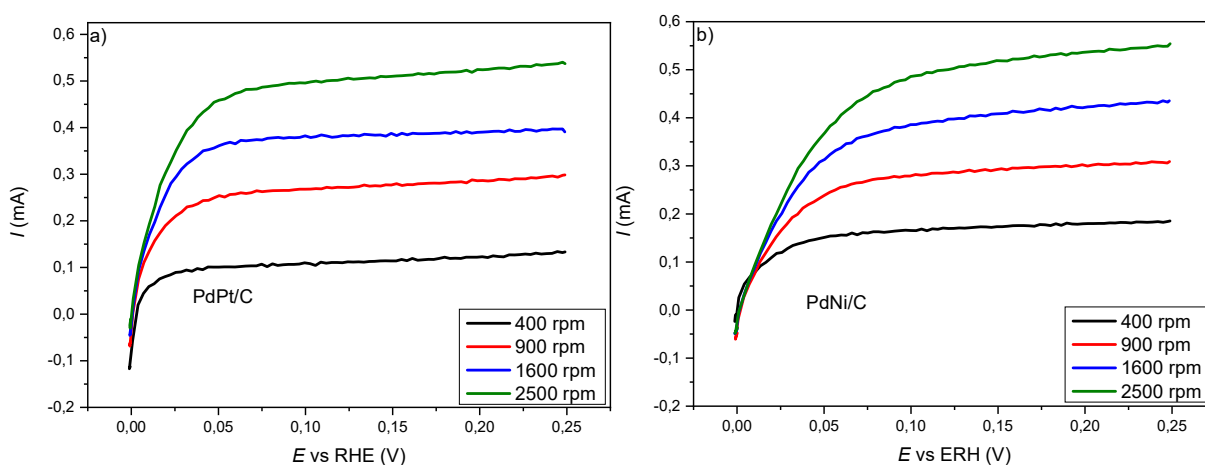 a)
0,6
0,5
0,4
0,3
0,2
0,1
0,0
-0,1
-0,2
I (mA)
PdPt/C
400 rpm
900 rpm
1600 rpm
2500 rpm
0,00 0,05 0,10 0,15 0,20 0,25
E vs RHE (V)
b)
0,6
0,5
0,4
0,3
0,2
0,1
0,0
-0,1
-0,2
I (mA)
PdNi/C
400 rpm
900 rpm
1600 rpm
2500 rpm
0,00 0,05 0,10 0,15 0,20 0,25
E vs ERH (V)